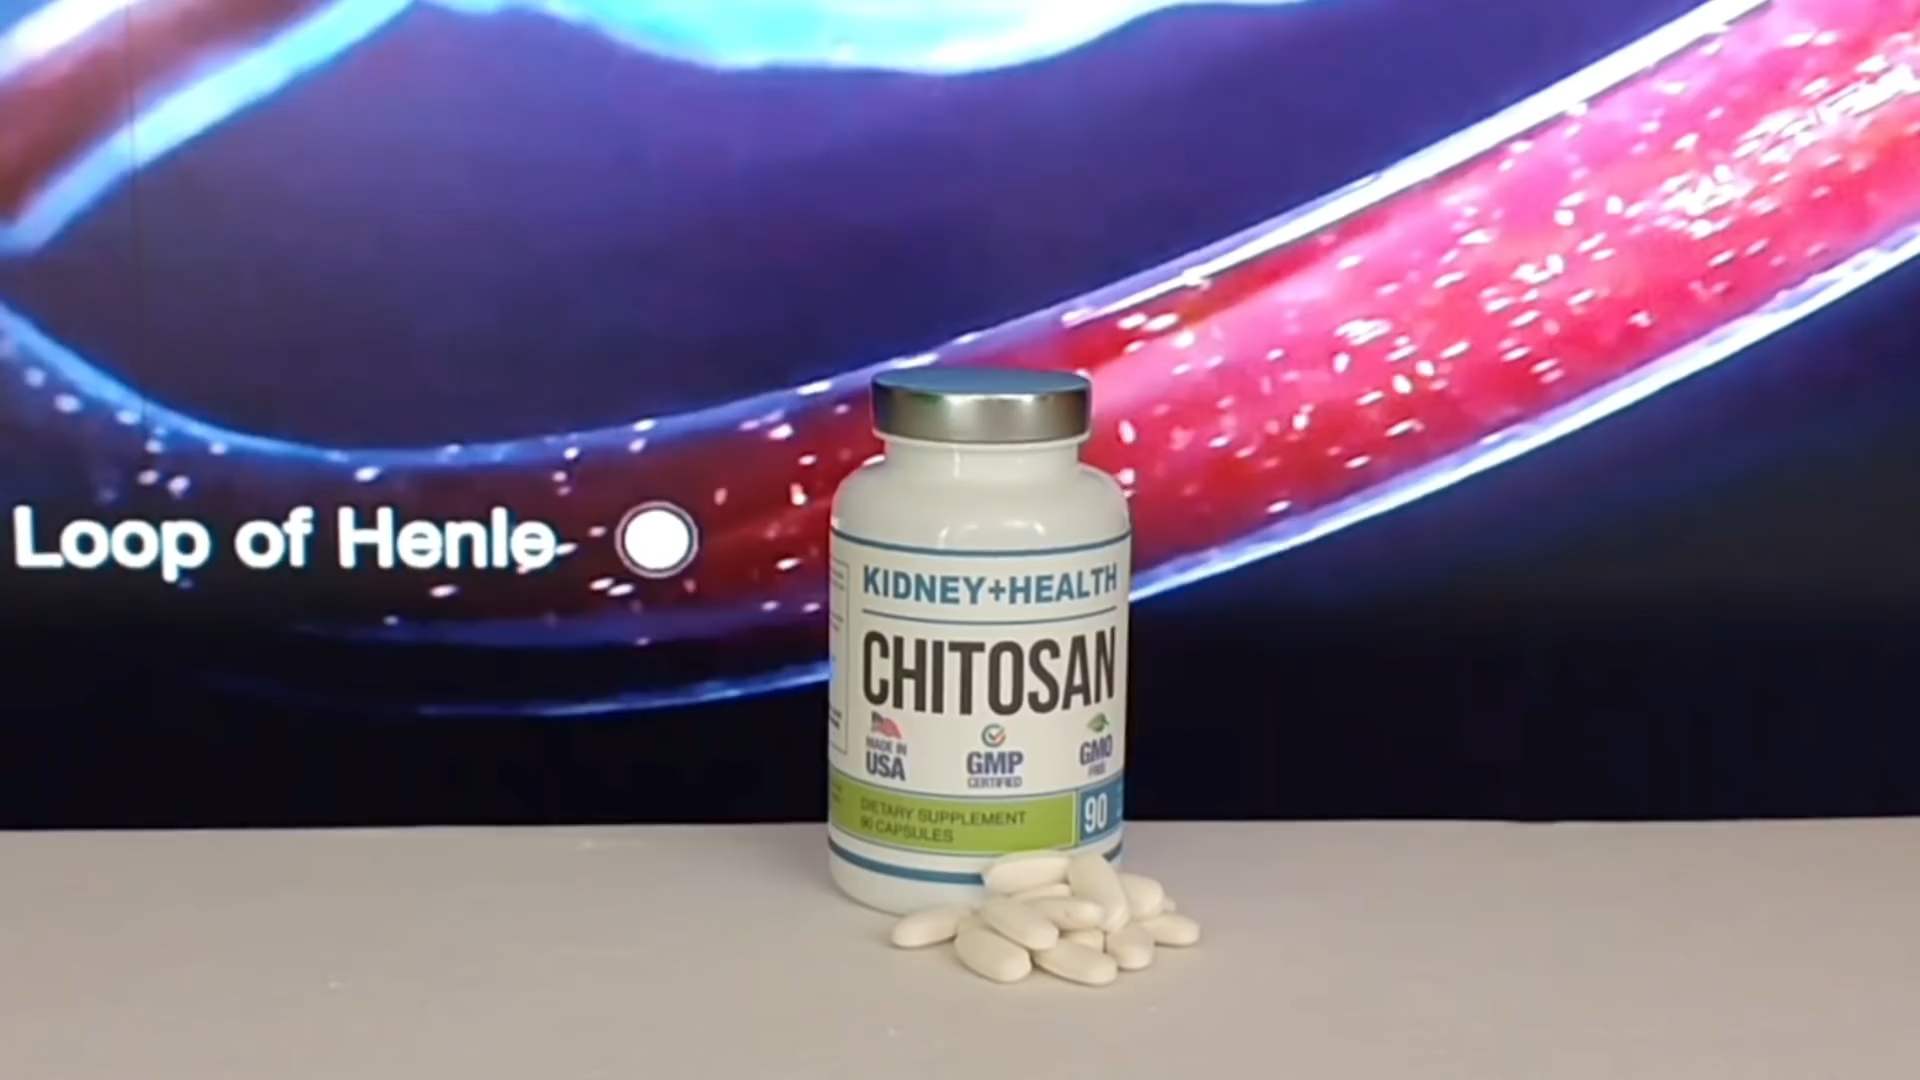 Loop of Henle
KIDNEY+HEALTH
CHITOSAN
MADE IN
USA
GMP
CERTIFIED
GMO
FREE
DIETARY SUPPLEMENT
90 CAPSULES
90